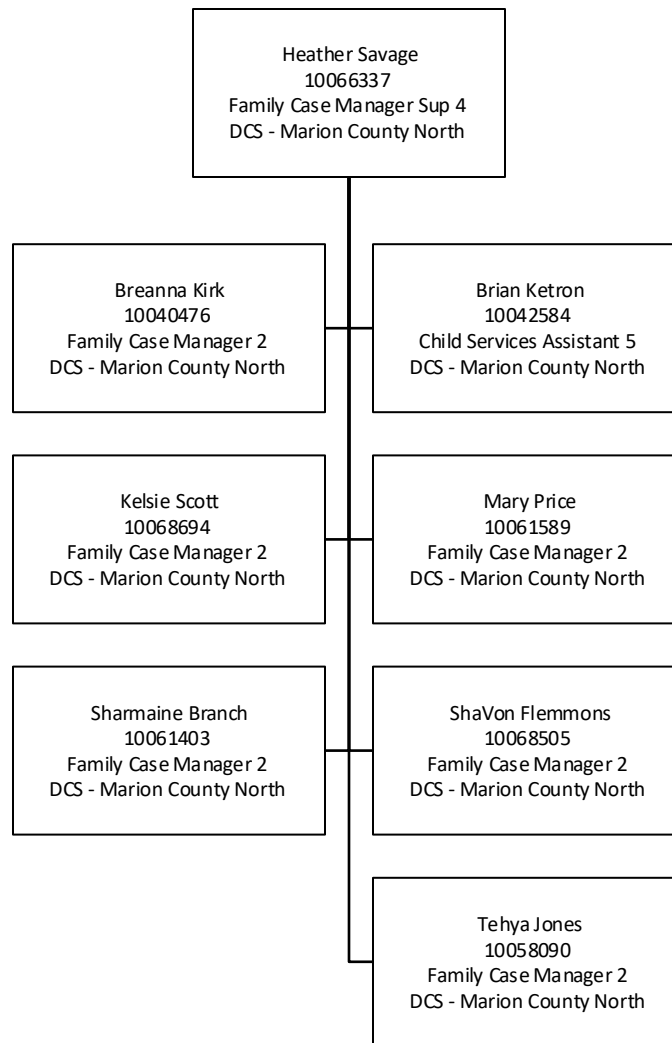 Heather Savage
10066337
Family Case Manager Sup 4
DCS - Marion County North
Breanna Kirk
10040476
Family Case Manager 2
DCS - Marion County North
Brian Ketron
10042584
Child Services Assistant 5
DCS - Marion County North
Kelsie Scott
10068694
Family Case Manager 2
DCS - Marion County North
Mary Price
10061589
Family Case Manager 2
DCS - Marion County North
Sharmaine Branch
10061403
Family Case Manager 2
DCS - Marion County North
ShaVon Flemmons
10068505
Family Case Manager 2
DCS - Marion County North
Tehya Jones
10058090
Family Case Manager 2
DCS - Marion County North